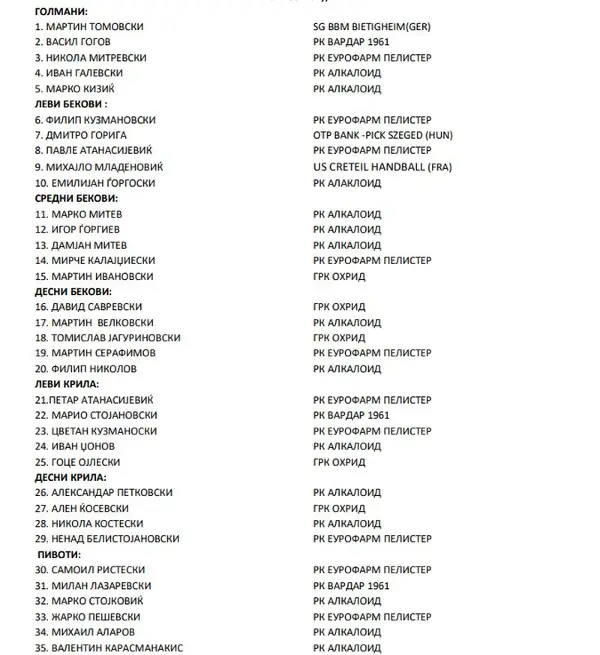 ГОЛМАНИ:
1. МАРТИН ТОМОВСКИ SG BBM BIETIGHEIM(GER)
2. ВАСИЛ ГОГОВ РК ВАРДАР 1961
3. НИКОЛА МИТРЕВСКИ РК ЕУРОФАРМ ПЕЛИСТЕР
4. ИВАН ГАЛЕВСКИ РК АЛКАЛОИД
5. МАРКО КИЗИЌ РК АЛКАЛОИД
ЛЕВИ БЕКОВИ :
6. ФИЛИП КУЗМАНОВСКИ РК ЕУРОФАРМ ПЕЛИСТЕР
7. ДМИТРО ГОРИГА OTP BANK -PICK SZEGED (HUN)
8. ПАВЛЕ АТАНАСИЈЕВИЌ РК ЕУРОФАРМ ПЕЛИСТЕР
9. МИХАЈЛО МЛАДЕНОВИЌ US CRETEIL HANDBALL (FRA)
10. ЕМИЛИЈАН ЃОРГОСКИ РК АЛАКЛОИД
СРЕДНИ БЕКОВИ:
11. МАРКО МИТЕВ РК АЛКАЛОИД
12. ИГОР ЃОРГИЕВ РК АЛКАЛОИД
13. ДАМЈАН МИТЕВ РК АЛКАЛОИД
14. МИРЧЕ КАЛАЈЏИЕСКИ РК ЕУРОФАРМ ПЕЛИСТЕР
15. МАРТИН ИВАНОВСКИ ГРК ОХРИД
ДЕСНИ БЕКОВИ:
16. ДАВИД САВРЕВСКИ ГРК ОХРИД
17. МАРТИН ВЕЛКОВСКИ РК АЛКАЛОИД
18. ТОМИСЛАВ ЈАГУРИНОВСКИ ГРК ОХРИД
19. МАРТИН СЕРАФИМОВ РК ЕУРОФАРМ ПЕЛИСТЕР
20. ФИЛИП НИКОЛОВ РК АЛКАЛОИД
ЛЕВИ КРИЛА:
21.ПЕТАР АТАНАСИЈЕВИЌ РК ЕУРОФАРМ ПЕЛИСТЕР
22. МАРИО СТОЈАНОВСКИ РК ВАРДАР 1961
23. ЦВЕТАН КУЗМАНОСКИ РК ЕУРОФАРМ ПЕЛИСТЕР
24. ИВАН ЏОНОВ РК АЛКАЛОИД
25. ГОЦЕ ОЈЛЕСКИ ГРК ОХРИД
ДЕСНИ КРИЛА:
26. АЛЕКСАНДАР ПЕТКОВСКИ РК АЛКАЛОИД
27. АЛЕН ЌОСЕВСКИ ГРК ОХРИД
28. НИКОЛА КОСТЕСКИ РК АЛКАЛОИД
29. НЕНАД БЕЛИСТОЈАНОВСКИ РК ЕУРОФАРМ ПЕЛИСТЕР
ПИВОТИ:
30. САМОИЛ РИСТЕСКИ РК ЕУРОФАРМ ПЕЛИСТЕР
31. МИЛАН ЛАЗАРЕВСКИ РК ВАРДАР 1961
32. МАРКО СТОЈКОВИЌ РК АЛКАЛОИД
33. ЖАРКО ПЕШЕВСКИ РК ЕУРОФАРМ ПЕЛИСТЕР
34. МИХАИЛ АЛАРОВ РК АЛКАЛОИД
35. ВАЛЕНТИН КАРАСМАНАКИС РК АЛКАЛОИД